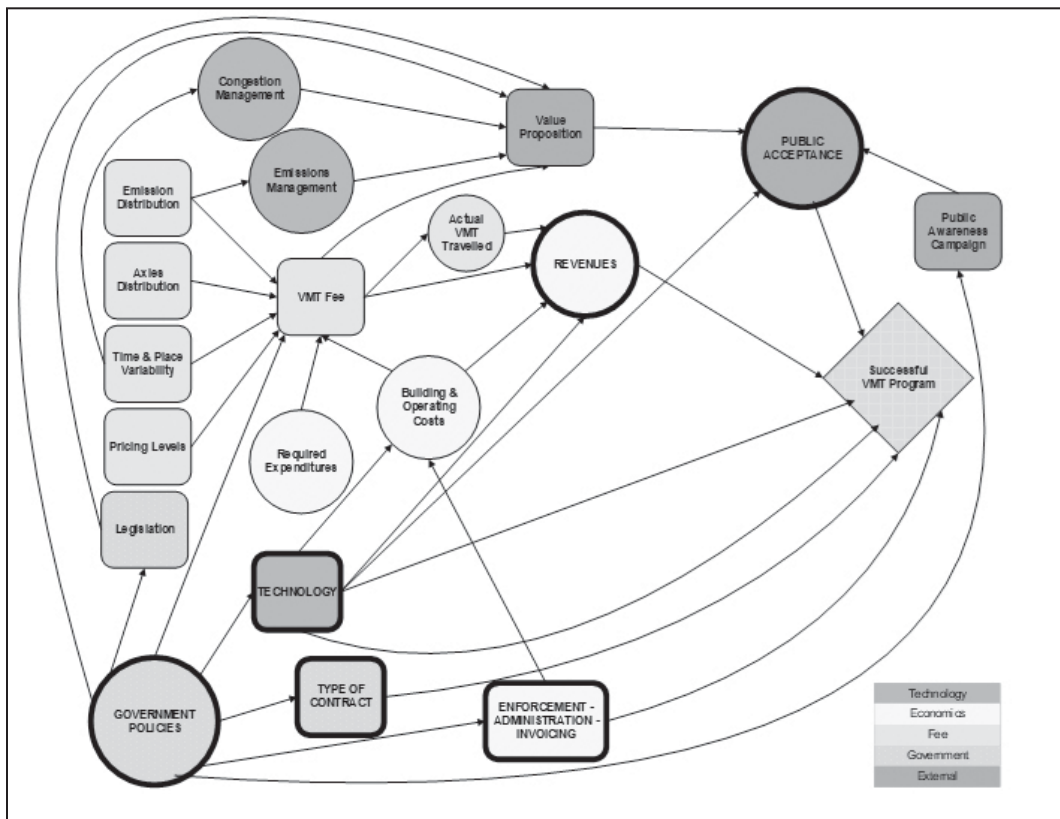 Congestion
Management
Value
Proposition
PUBLIC
ACCEPTANCE
Emissions
Management
Emission
Distribution
Actual
VMT
Travelled
Public
Awareness
Campaign
REVENUES
Axles
Distribution
VMT Fee
Time & Place
Variability
Successful
VMT Program
Building &
Operating
Costs
Pricing Levels
Required
Expenditures
Legislation
TECHNOLOGY
TYPE OF
CONTRACT
GOVERNMENT
POLICIES
ENFORCEMENT -
ADMINISTRATION -
INVOICING
Technology
Economics
Fee
Government
External